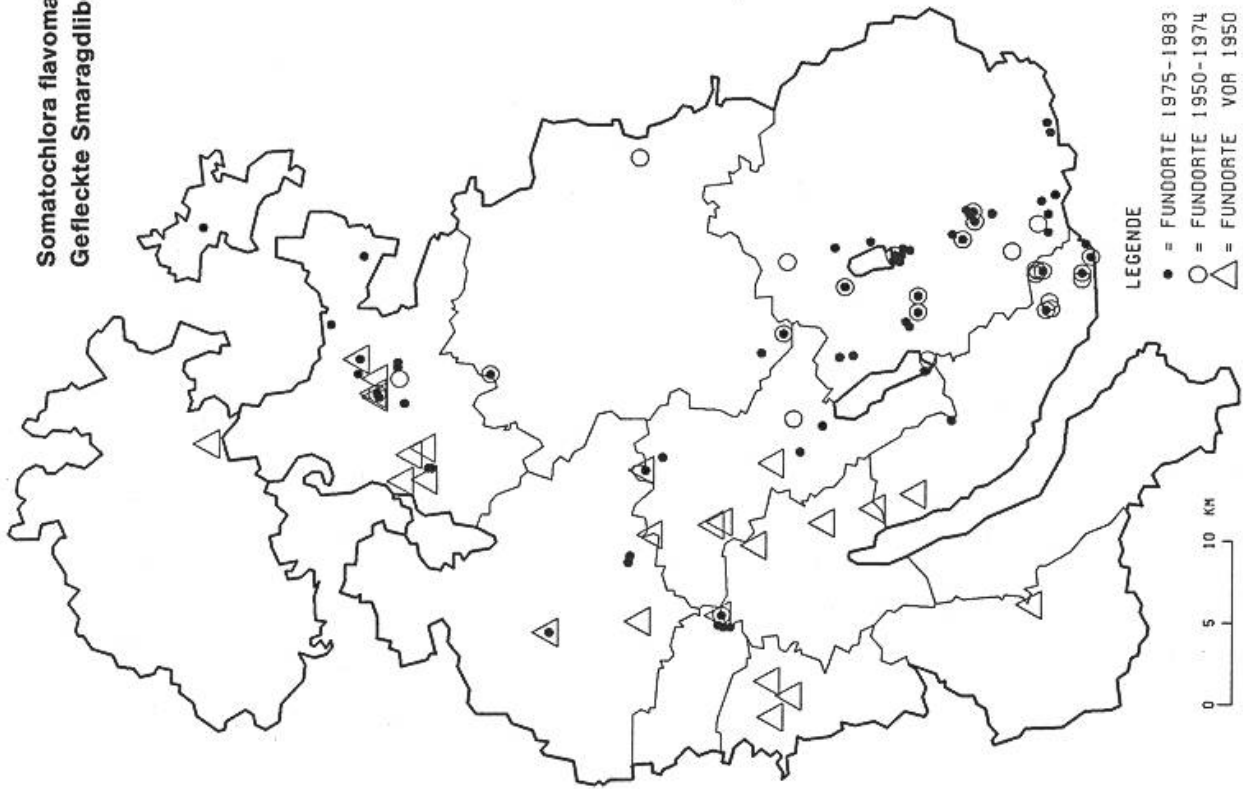 Somatochlora flavoma
Gefleckte Smaragdlib
LEGENDE
• = FUNDORTE 1975-1983
○ = FUNDORTE 1950-1974
△ = FUNDORTE VOR 1950
0 5 10 KM